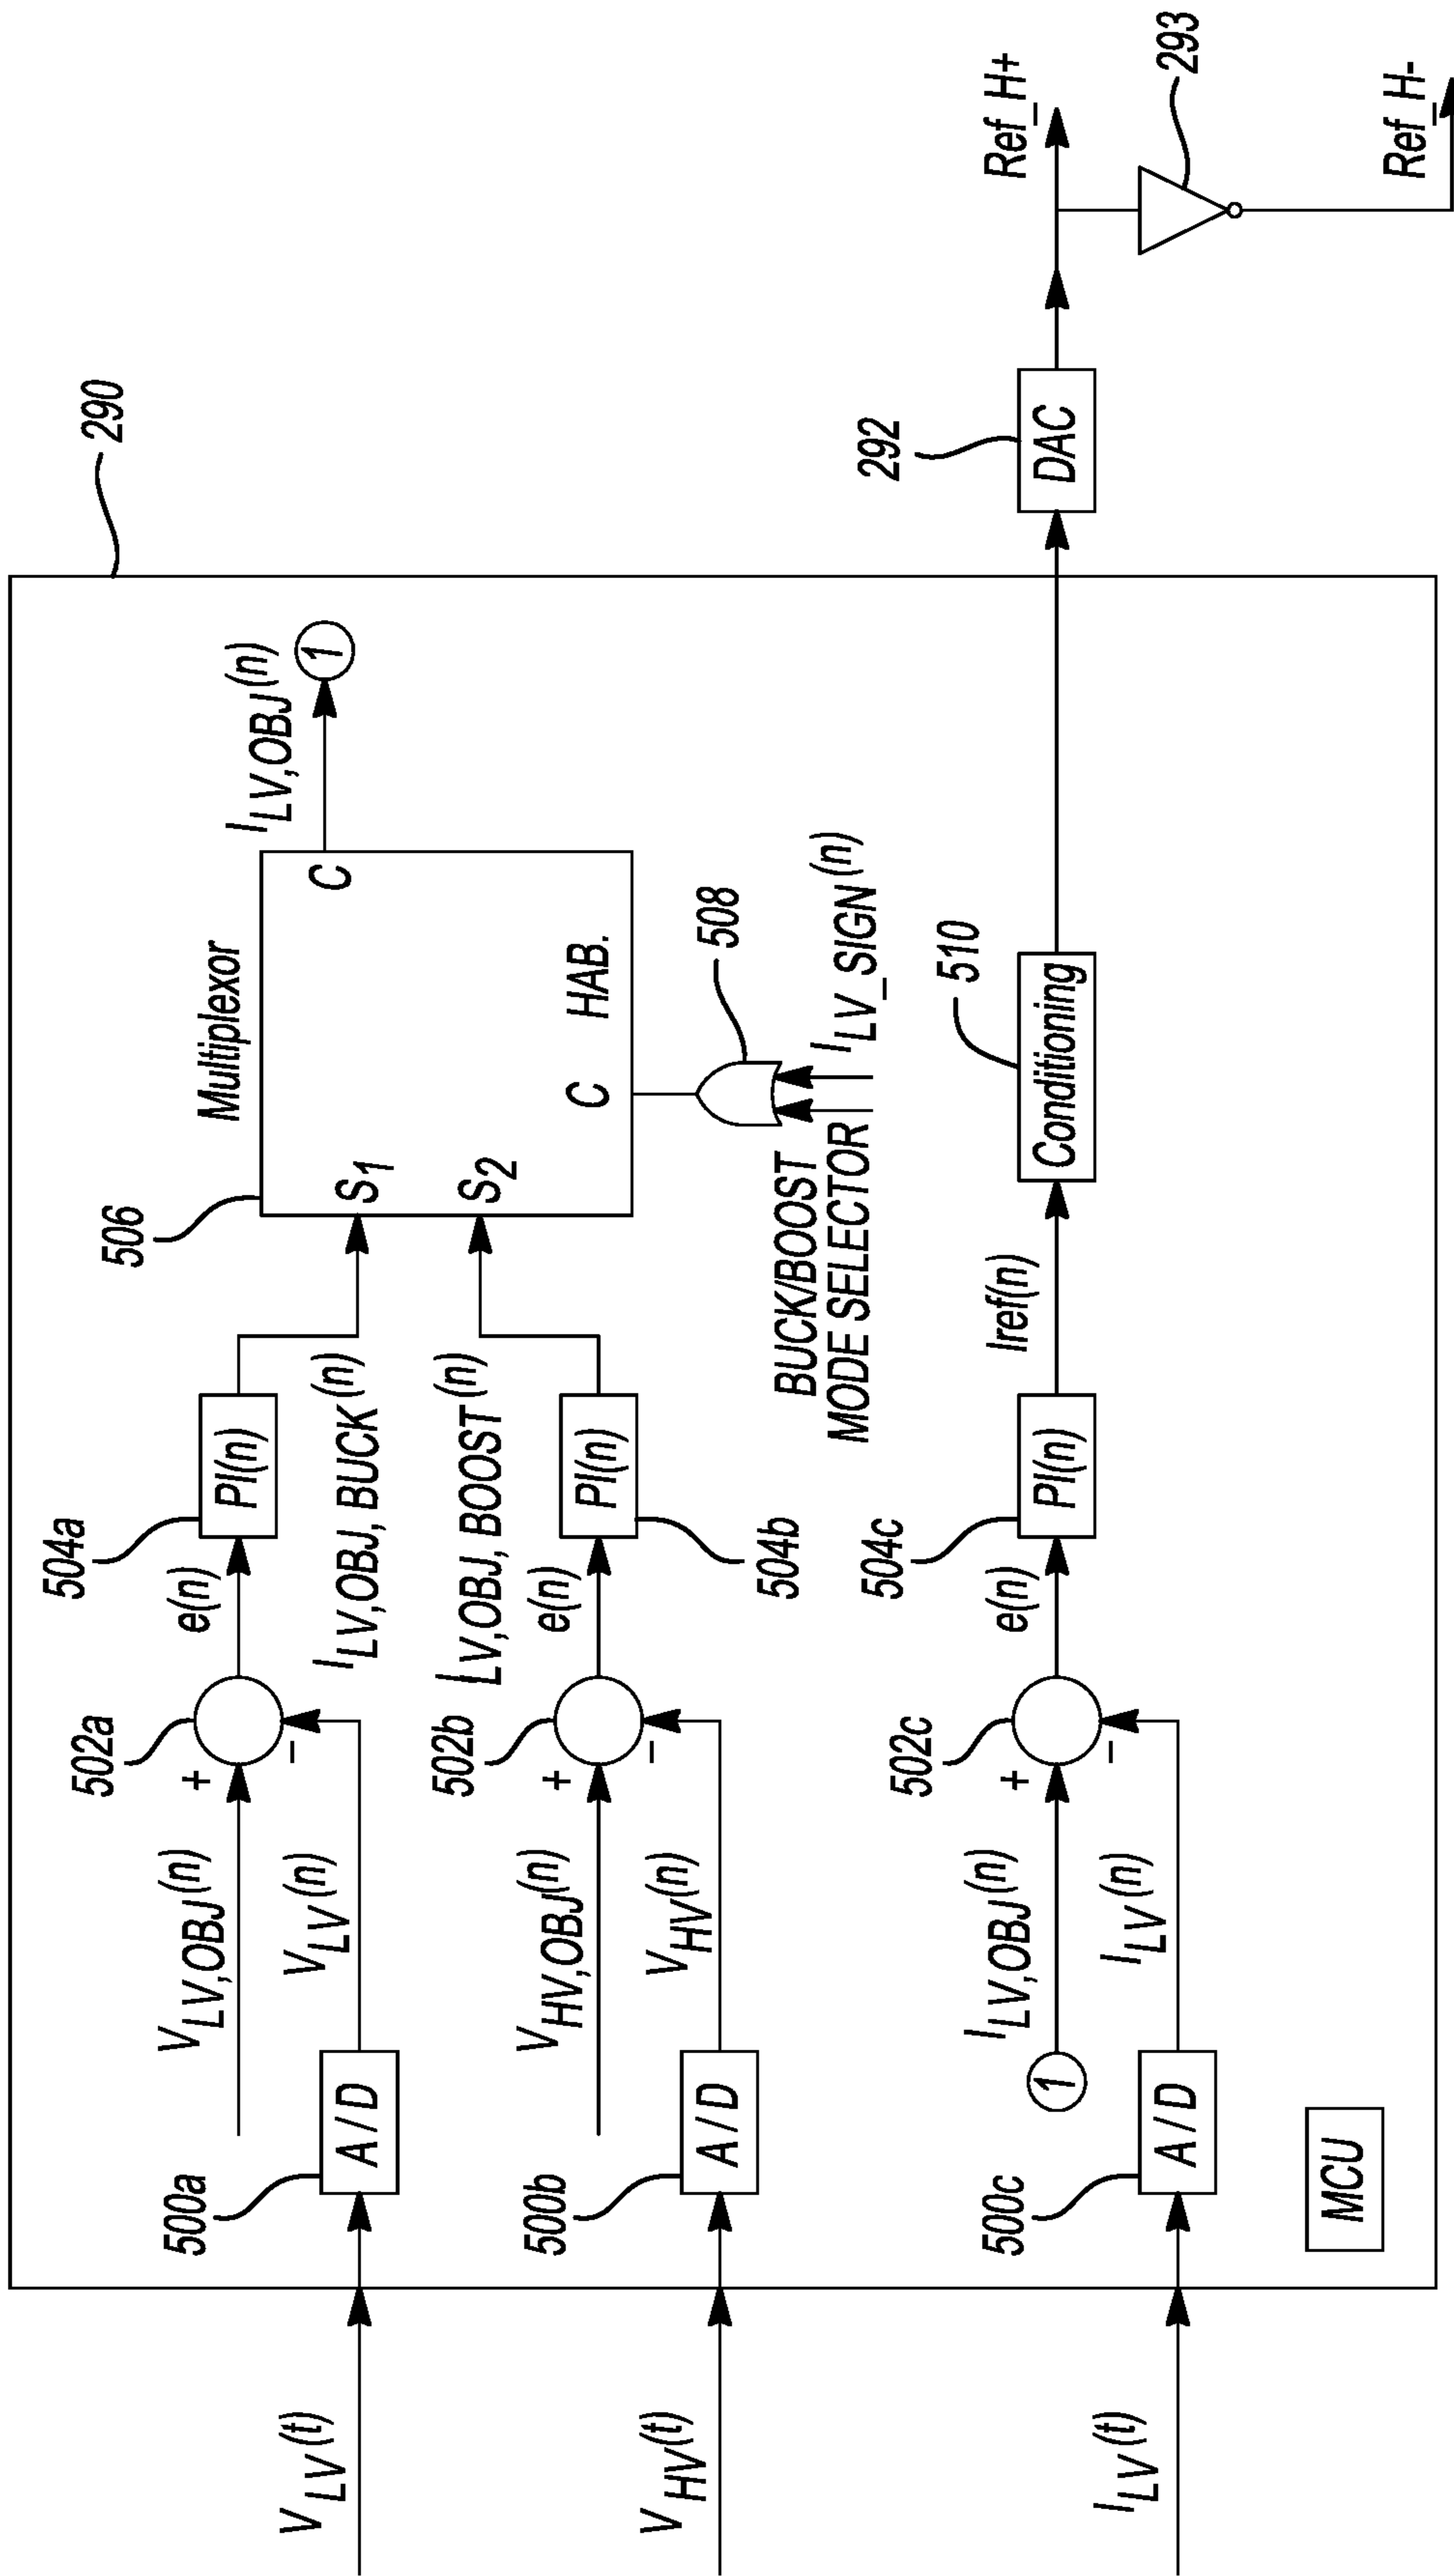 290
506
Multiplexor
504a
502a
V_LV,OBJ(n)
+
e(n)
PI(n)
S1
C
I_LV,OBJ(n)
1
500a
V_LV(n)
−
I_LV,OBJ, BUCK(n)
V_LV(t)
A / D
502b
I_LV,OBJ, BOOST(n)
S2
V_HV,OBJ(n)
+
e(n)
PI(n)
C
HAB.
500b
V_HV(n)
−
504b
508
V_HV(t)
A / D
BUCK/BOOST
MODE SELECTOR
I_LV_SIGN(n)
502c
504c
510
292
I_LV,OBJ(n)
+
e(n)
Iref(n)
Ref_H+
1
PI(n)
Conditioning
DAC
500c
I_LV(n)
−
293
I_LV(t)
A / D
MCU
Ref_H-